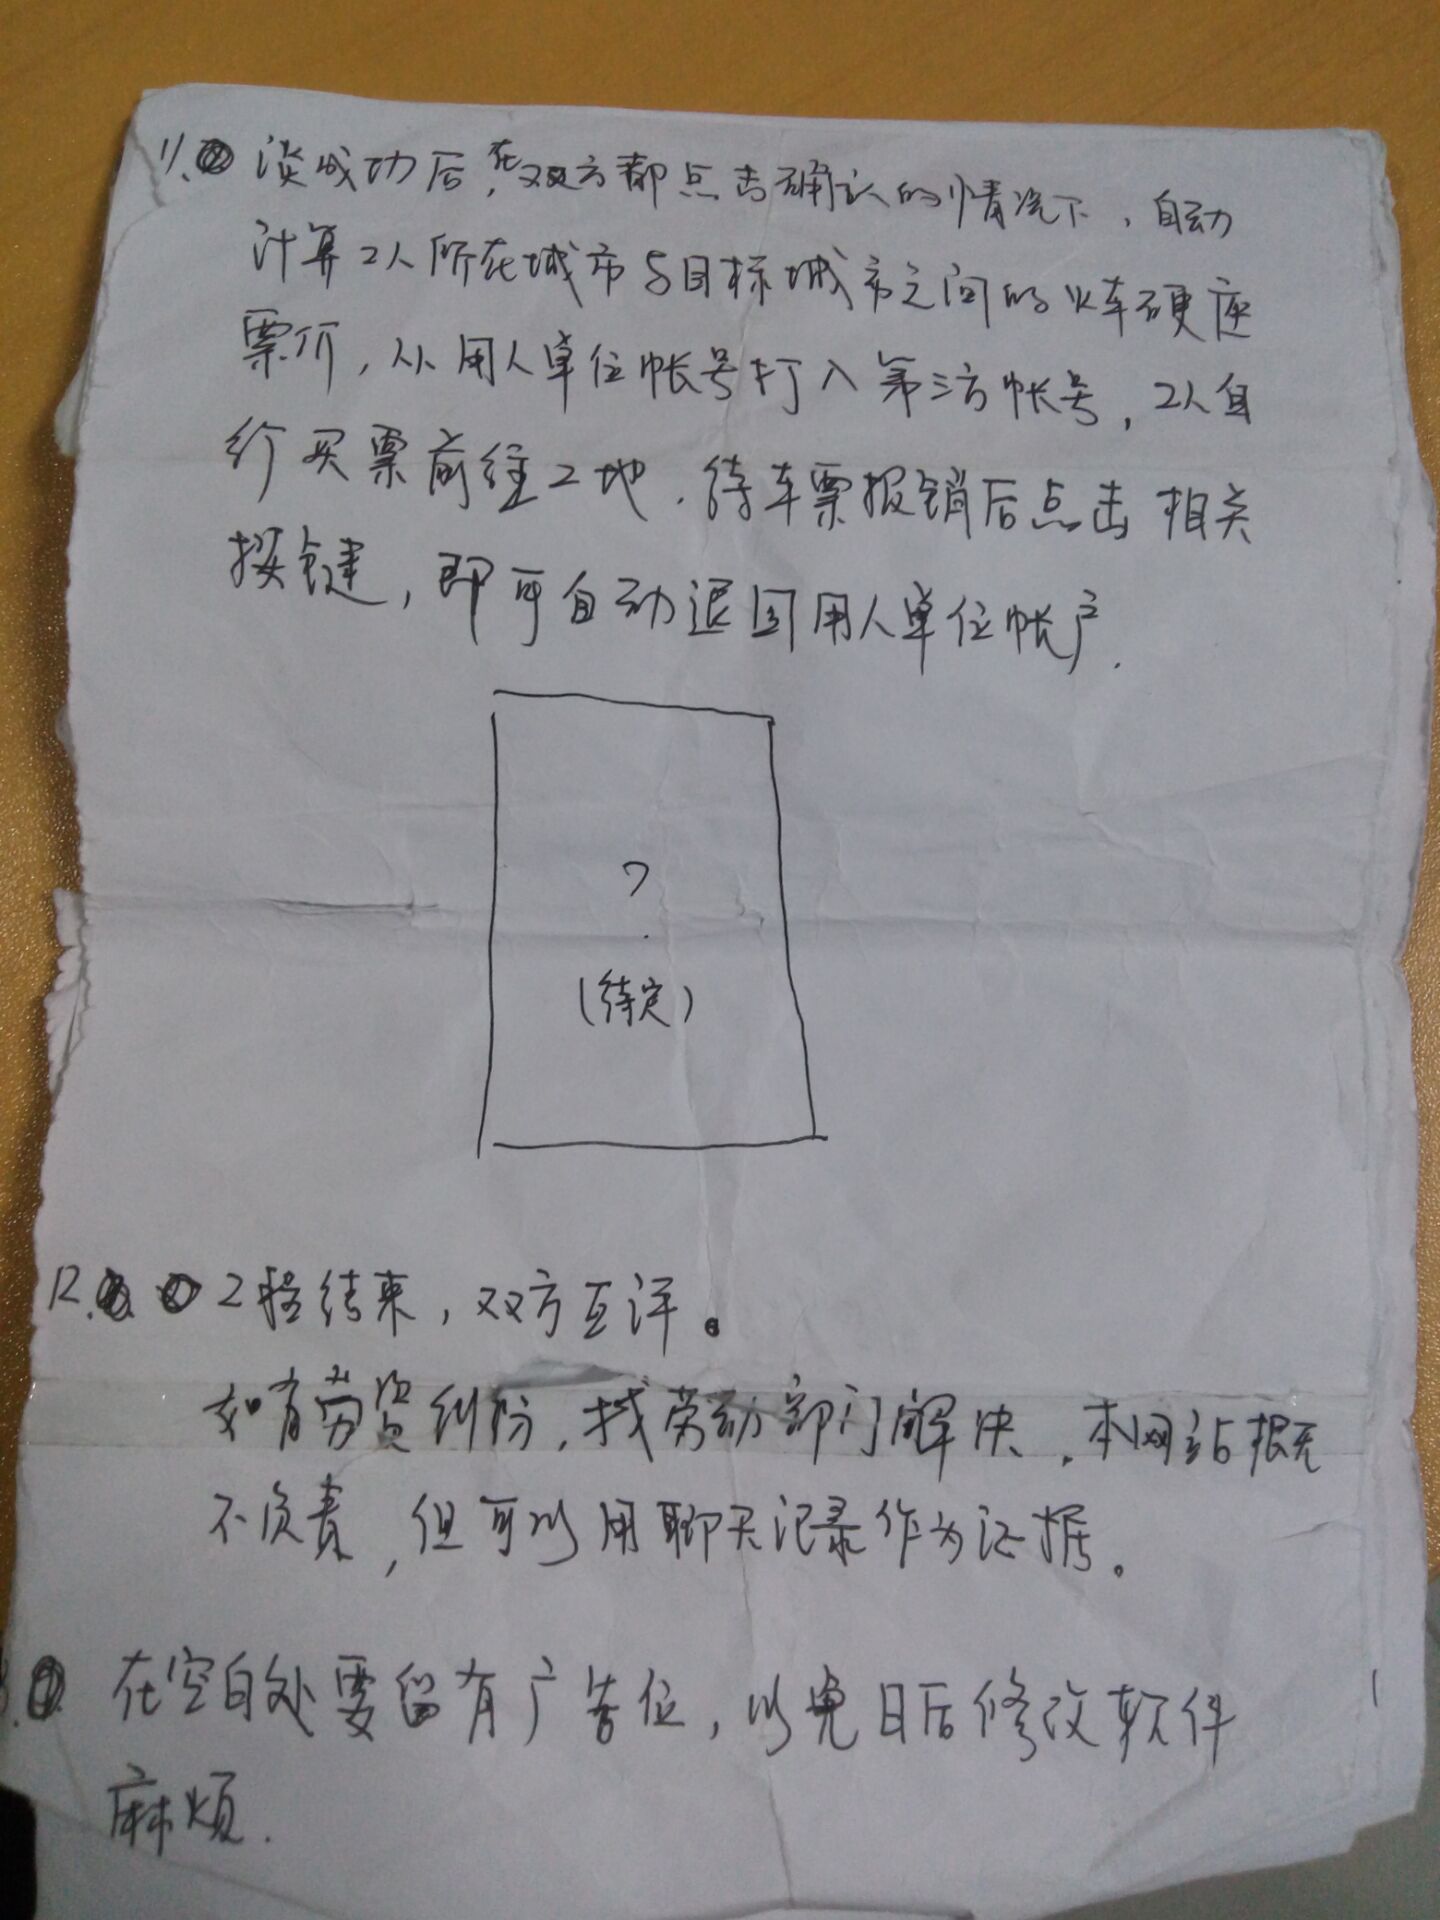 11. 谈成功后,在双方都点击确认的情况下,自动
计算工人所在城市与目标城市之间的火车硬座
票价,从用人单位帐号打入第三方帐号,工人自
行买票前往工地.待车票报销后点击相关
按键,即可自动退回用人单位帐户.
?
(待定)
12. 工程结束,双方互评。
如有劳资纠纷,找劳动部门解决.本网站概
不负责,但可以用聊天记录作为证据。
在空白处要留有广告位,以免日后修改软件
麻烦.